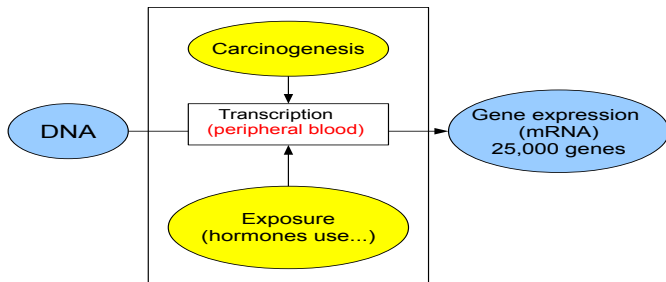 Carcinogenesis
DNA
Transcription
(peripheral blood)
Gene expression
(mRNA)
25,000 genes
Exposure
(hormones use...)